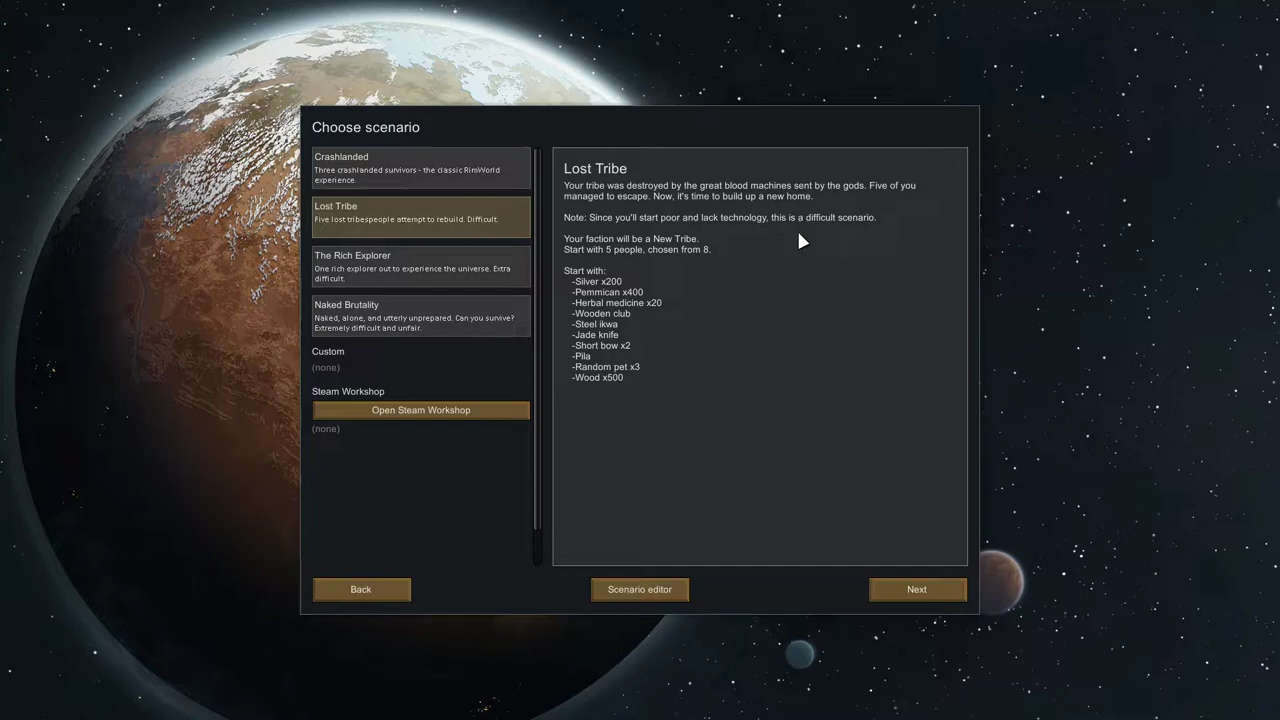 Choose scenario
Crashlanded
Three crashlanded survivors - the classic RimWorld
experience.
Lost Tribe
Five lost tribespeople attempt to rebuild. Difficult.
The Rich Explorer
One rich explorer out to experience the universe. Extra
difficult.
Naked Brutality
Naked, alone, and utterly unprepared. Can you survive?
Extremely difficult and unfair.
Custom
(none)
Steam Workshop
Open Steam Workshop
(none)
Lost Tribe
Your tribe was destroyed by the great blood machines sent by the gods. Five of you
managed to escape. Now, it's time to build up a new home.
Note: Since you'll start poor and lack technology, this is a difficult scenario.
Your faction will be a New Tribe.
Start with 5 people, chosen from 8.
Start with:
-Silver x200
-Pemmican x400
-Herbal medicine x20
-Wooden club
-Steel ikwa
-Jade knife
-Short bow x2
-Pila
-Random pet x3
-Wood x500
Back
Scenario editor
Next